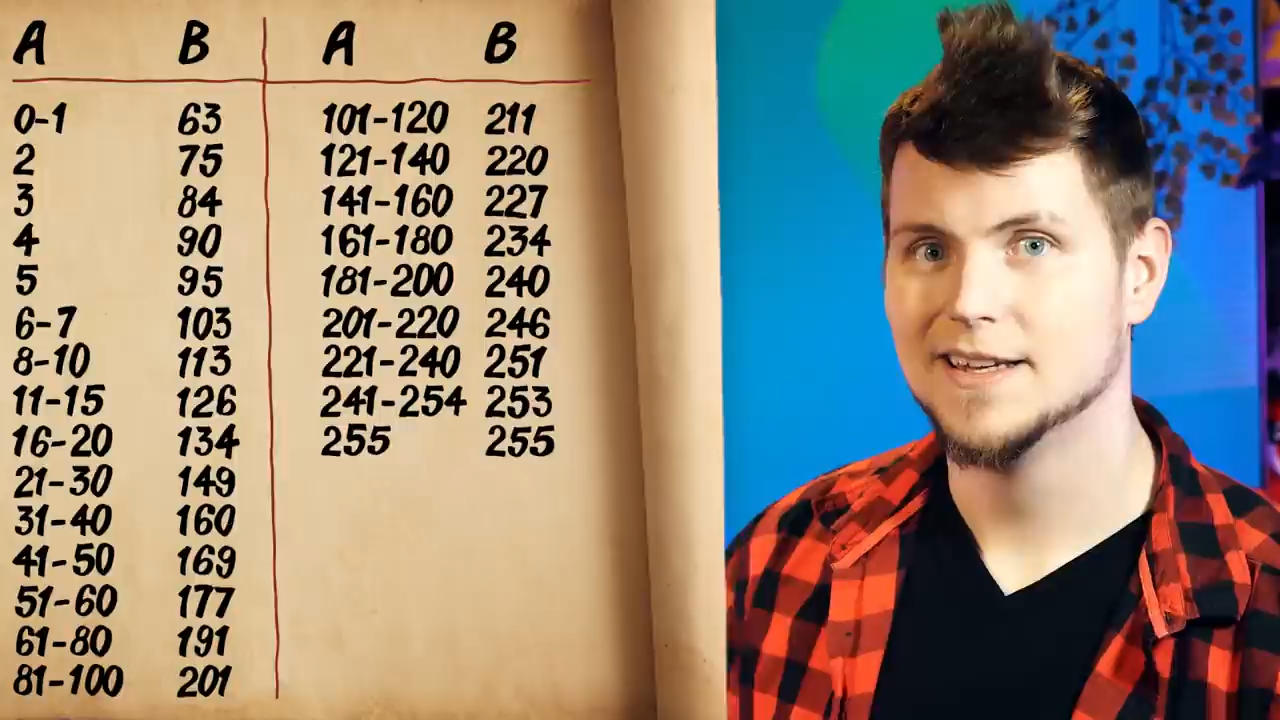 A B A B
0-1 63 101-120 211
2 75 121-140 220
3 84 141-160 227
4 90 161-180 234
5 95 181-200 240
6-7 103 201-220 246
8-10 113 221-240 251
11-15 126 241-254 253
16-20 134 255 255
21-30 149
31-40 160
41-50 169
51-60 177
61-80 191
81-100 201